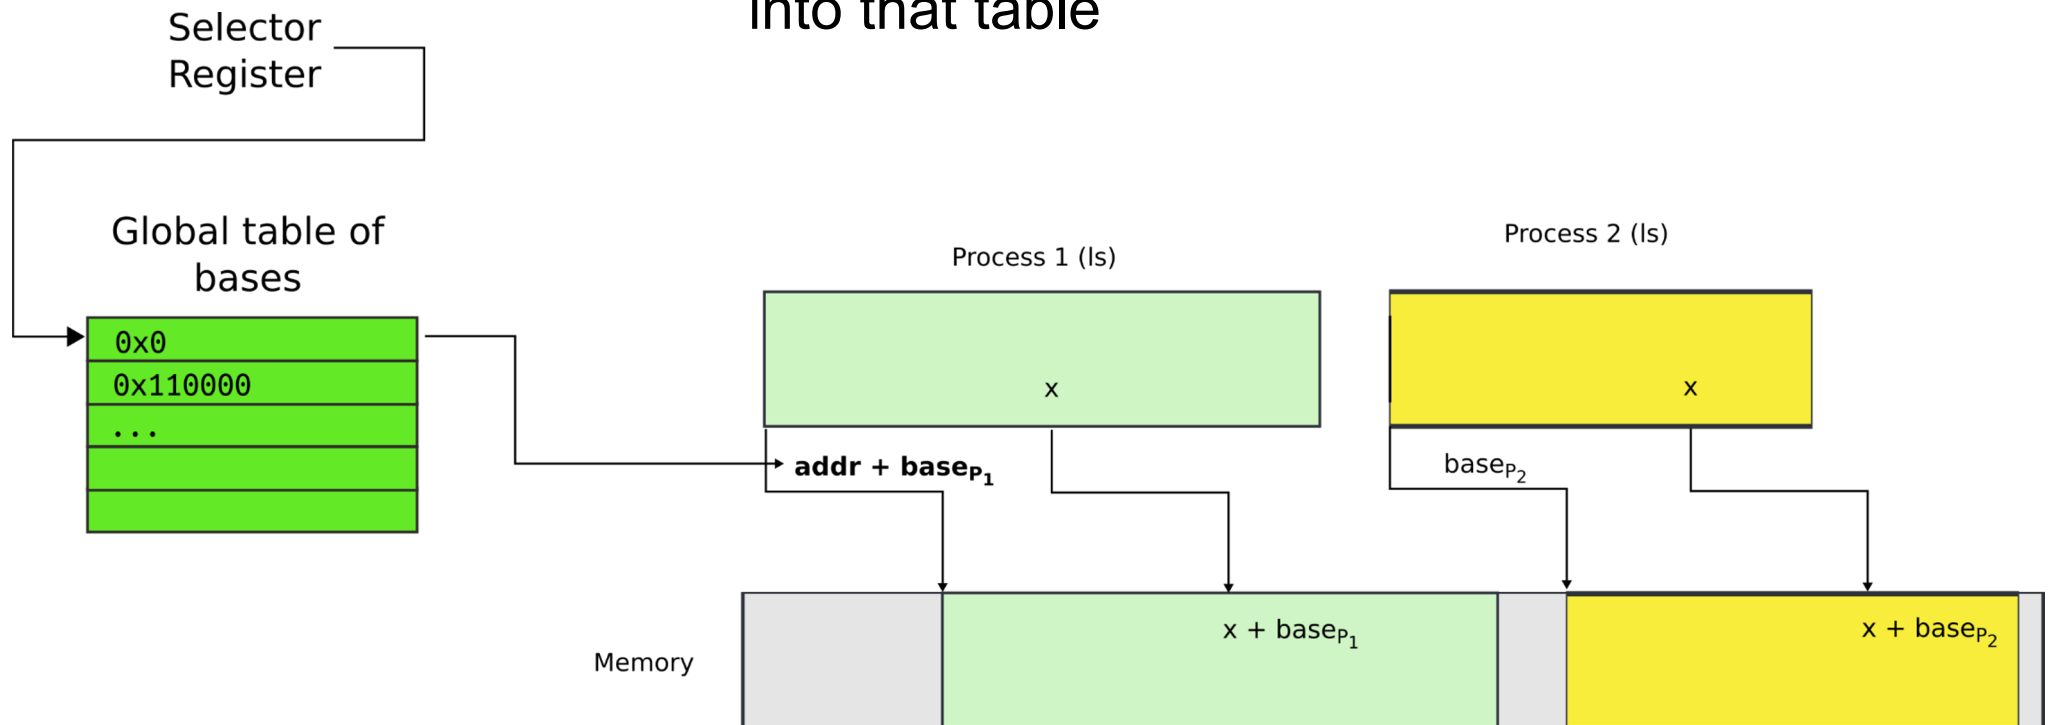 into that table
Selector
Register
Global table of
bases
0x0
0x110000
...
Process 1 (ls)
x
Process 2 (ls)
x
addr + baseP1
baseP2
x + baseP1
x + baseP2
Memory